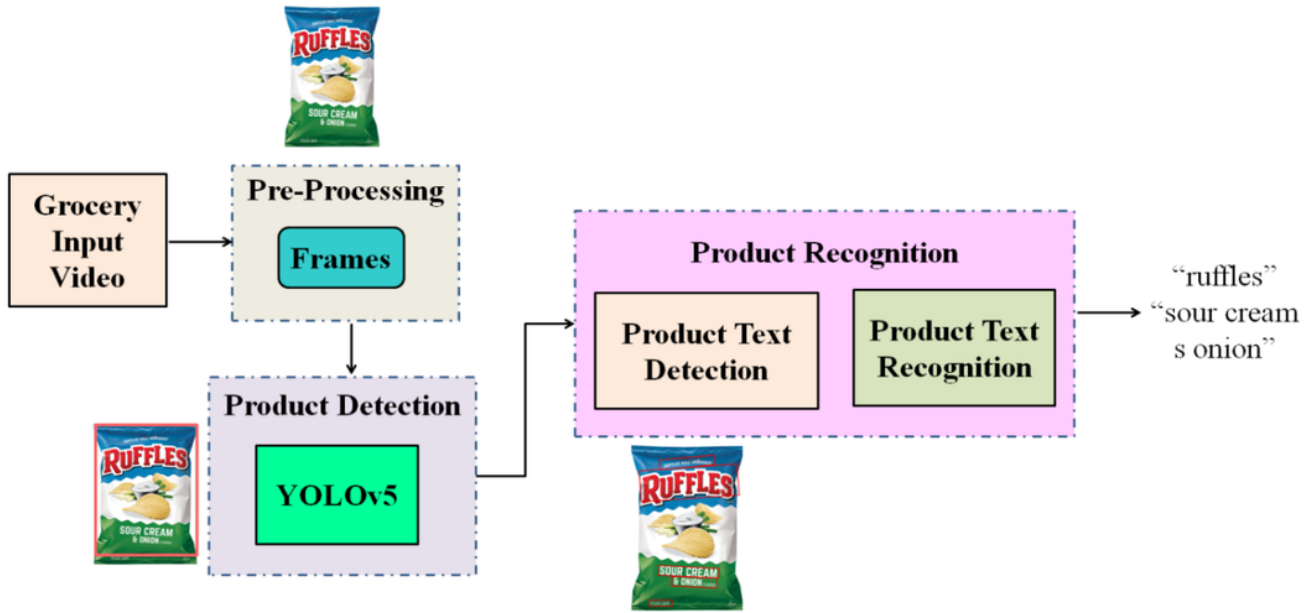 RUFFLES
SOUR CREAM
& ONION
Grocery
Input
Video
Pre-Processing
Frames
Product Detection
YOLOv5
RUFFLES
SOUR CREAM
& ONION
Product Recognition
Product Text
Detection
Product Text
Recognition
RUFFLES
SOUR CREAM
& ONION
“ruffles”
“sour cream
s onion”